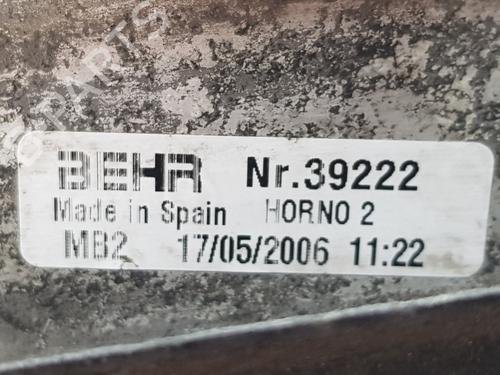 BEHR Nr.39222
Made in Spain HORNO 2
MB2 17/05/2006 11:22